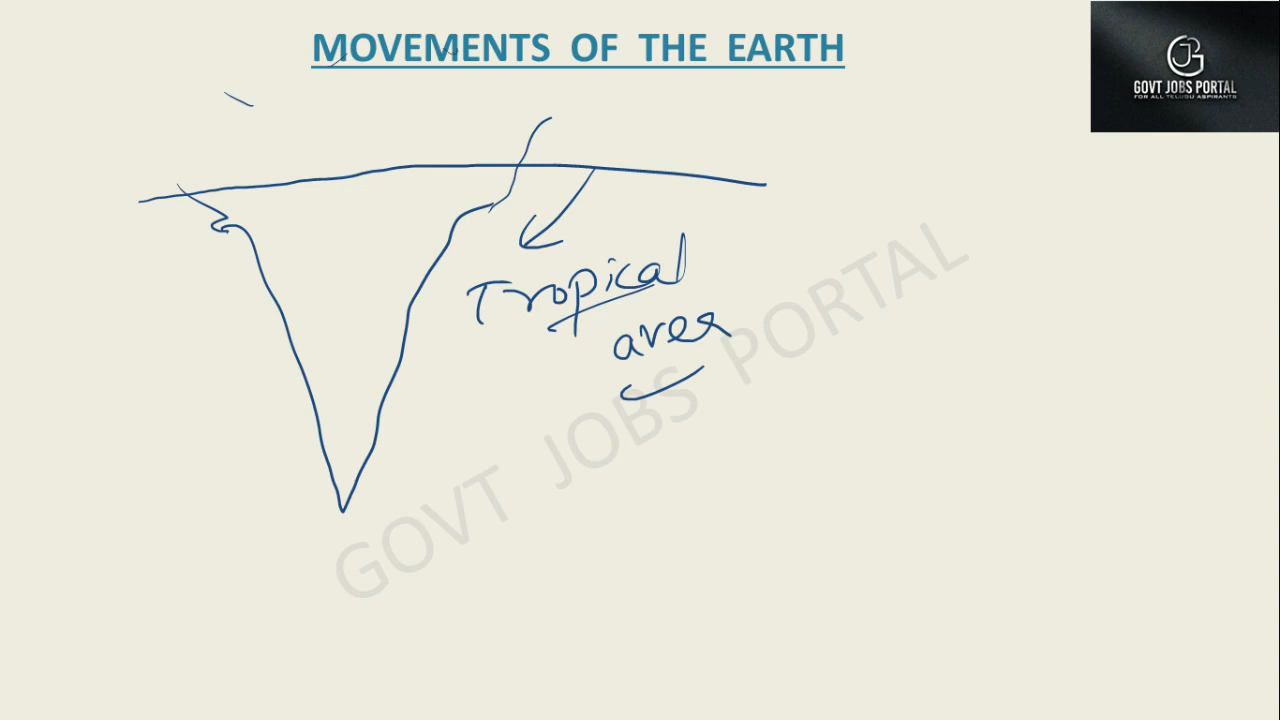 MOVEMENTS OF THE EARTH
GOVT JOBS PORTAL
FOR ALL TELUGU ASPIRANTS
Tropical
area
GOVT JOBS PORTAL